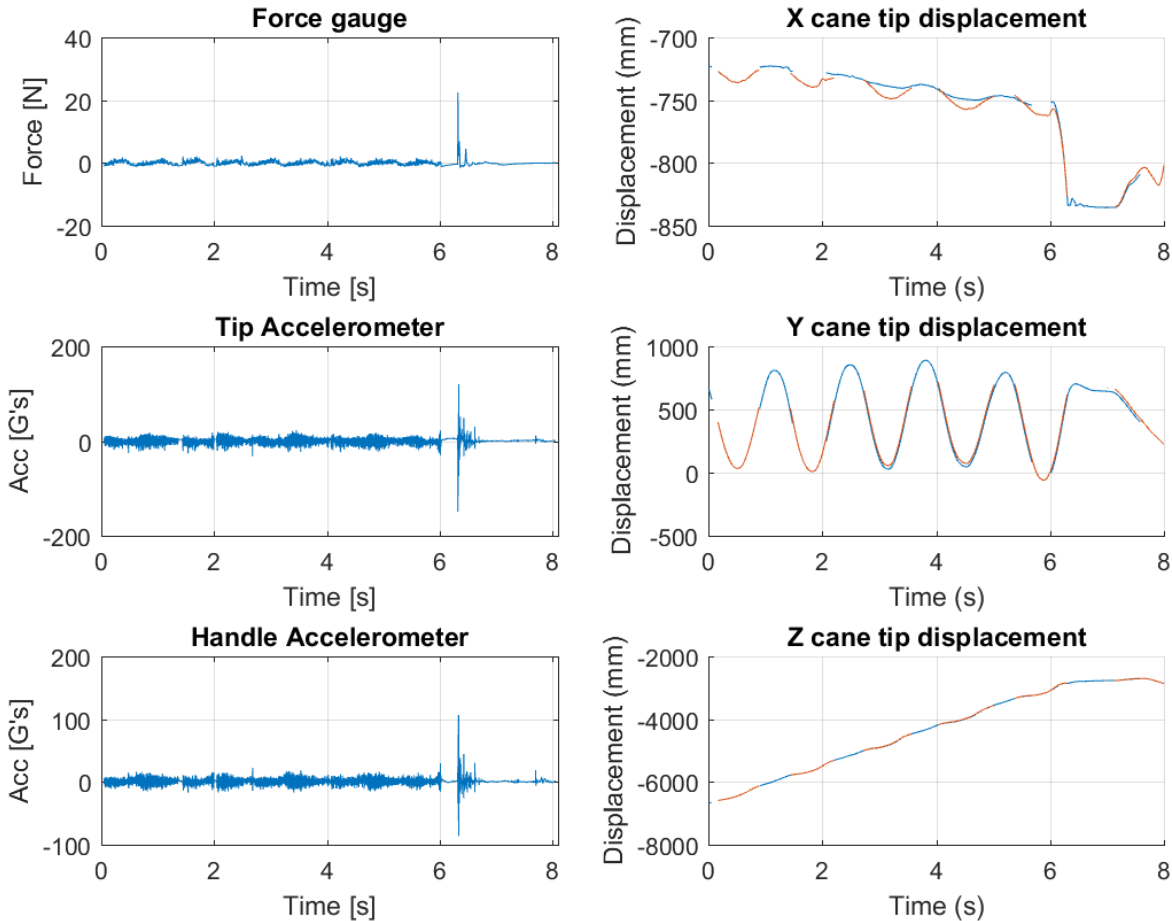 Force gauge
Force [N]
40
20
0
-20
0 2 4 6 8
Time [s]
X cane tip displacement
Displacement (mm)
-700
-750
-800
-850
0 2 4 6 8
Time (s)
Tip Accelerometer
Acc [G's]
200
0
-200
0 2 4 6 8
Time [s]
Y cane tip displacement
Displacement (mm)
1000
500
0
-500
0 2 4 6 8
Time (s)
Handle Accelerometer
Acc [G's]
200
100
0
-100
0 2 4 6 8
Time [s]
Z cane tip displacement
Displacement (mm)
-2000
-4000
-6000
-8000
0 2 4 6 8
Time (s)